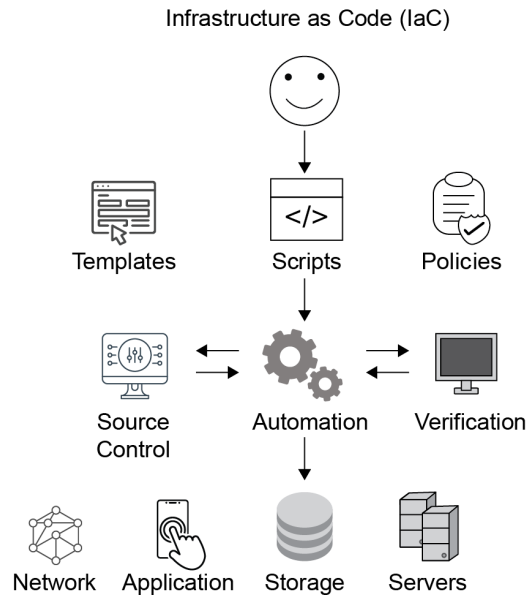 Infrastructure as Code (IaC)
</>
Templates
Scripts
Policies
Source
Control
Automation
Verification
Network
Application
Storage
Servers